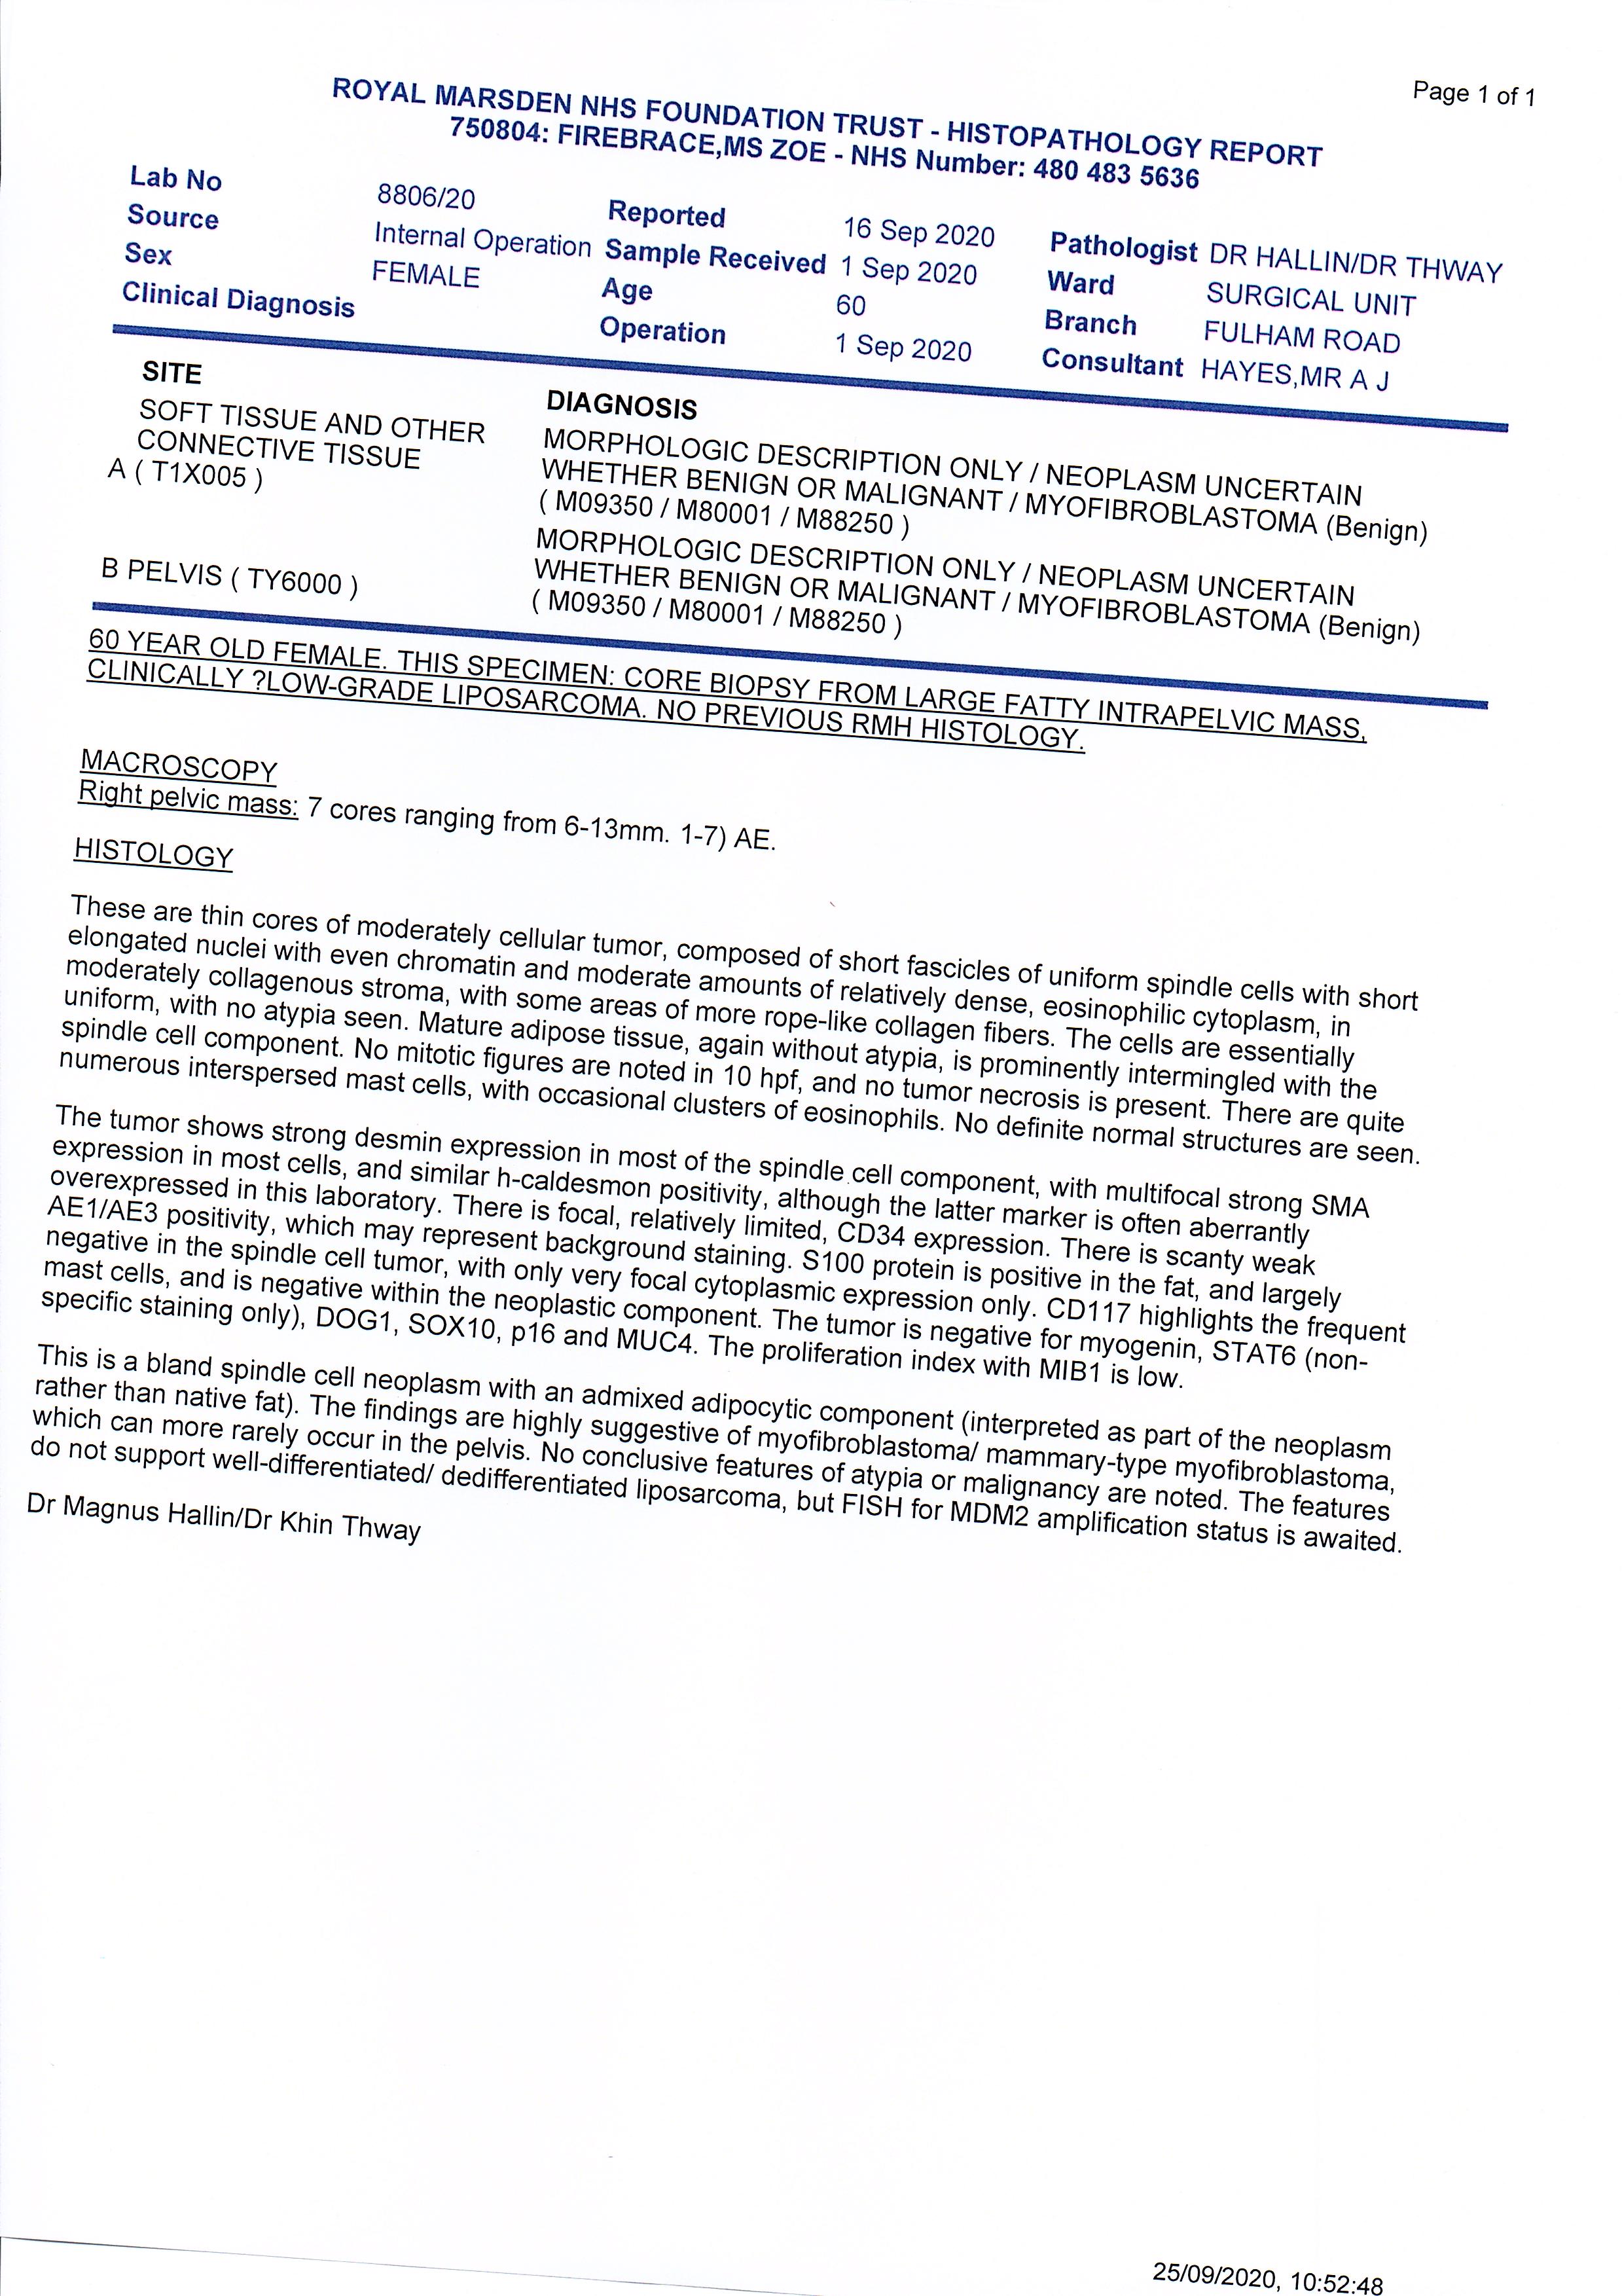 Page 1 of 1
ROYAL MARSDEN NHS FOUNDATION TRUST - HISTOPATHOLOGY REPORT
750804: FIREBRACE,MS ZOE - NHS Number: 480 483 5636
Lab No 8806/20 Reported 16 Sep 2020 Pathologist DR HALLIN/DR THWAY
Source Internal Operation Sample Received 1 Sep 2020 Ward SURGICAL UNIT
Sex FEMALE Age 60 Branch FULHAM ROAD
Clinical Diagnosis Operation 1 Sep 2020 Consultant HAYES,MR A J
SITE DIAGNOSIS
SOFT TISSUE AND OTHER MORPHOLOGIC DESCRIPTION ONLY / NEOPLASM UNCERTAIN
CONNECTIVE TISSUE WHETHER BENIGN OR MALIGNANT / MYOFIBROBLASTOMA (Benign)
A ( T1X005 ) ( M09350 / M80001 / M88250 )
MORPHOLOGIC DESCRIPTION ONLY / NEOPLASM UNCERTAIN
B PELVIS ( TY6000 ) WHETHER BENIGN OR MALIGNANT / MYOFIBROBLASTOMA (Benign)
( M09350 / M80001 / M88250 )
60 YEAR OLD FEMALE. THIS SPECIMEN: CORE BIOPSY FROM LARGE FATTY INTRAPELVIC MASS,
CLINICALLY ?LOW-GRADE LIPOSARCOMA. NO PREVIOUS RMH HISTOLOGY.
MACROSCOPY
Right pelvic mass: 7 cores ranging from 6-13mm. 1-7) AE.
HISTOLOGY
These are thin cores of moderately cellular tumor, composed of short fascicles of uniform spindle cells with short
elongated nuclei with even chromatin and moderate amounts of relatively dense, eosinophilic cytoplasm, in
moderately collagenous stroma, with some areas of more rope-like collagen fibers. The cells are essentially
uniform, with no atypia seen. Mature adipose tissue, again without atypia, is prominently intermingled with the
spindle cell component. No mitotic figures are noted in 10 hpf, and no tumor necrosis is present. There are quite
numerous interspersed mast cells, with occasional clusters of eosinophils. No definite normal structures are seen.
The tumor shows strong desmin expression in most of the spindle cell component, with multifocal strong SMA
expression in most cells, and similar h-caldesmon positivity, although the latter marker is often aberrantly
overexpressed in this laboratory. There is focal, relatively limited, CD34 expression. There is scanty weak
AE1/AE3 positivity, which may represent background staining. S100 protein is positive in the fat, and largely
negative in the spindle cell tumor, with only very focal cytoplasmic expression only. CD117 highlights the frequent
mast cells, and is negative within the neoplastic component. The tumor is negative for myogenin, STAT6 (non-
specific staining only), DOG1, SOX10, p16 and MUC4. The proliferation index with MIB1 is low.
This is a bland spindle cell neoplasm with an admixed adipocytic component (interpreted as part of the neoplasm
rather than native fat). The findings are highly suggestive of myofibroblastoma/ mammary-type myofibroblastoma,
which can more rarely occur in the pelvis. No conclusive features of atypia or malignancy are noted. The features
do not support well-differentiated/ dedifferentiated liposarcoma, but FISH for MDM2 amplification status is awaited.
Dr Magnus Hallin/Dr Khin Thway
25/09/2020, 10:52:48